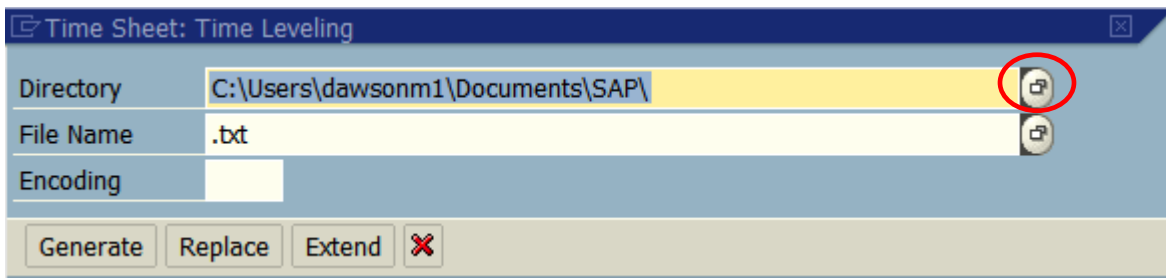 Time Sheet: Time Leveling
Directory C:\Users\dawsonm1\Documents\SAP\
File Name .txt
Encoding
Generate Replace Extend